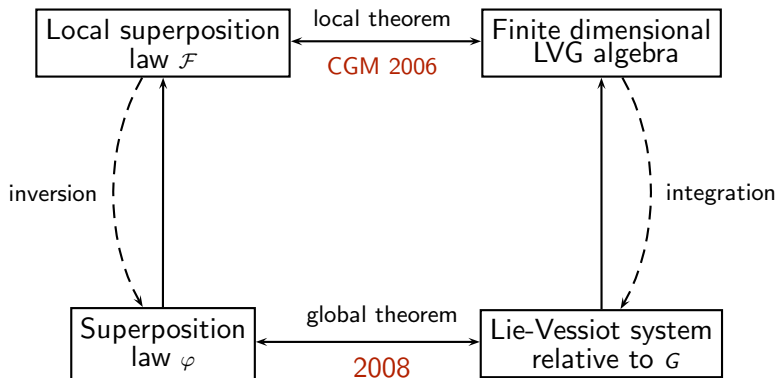 Local superposition
law 𝓕
local theorem
CGM 2006
Finite dimensional
LVG algebra
inversion
integration
Superposition
law φ
global theorem
2008
Lie-Vessiot system
relative to G